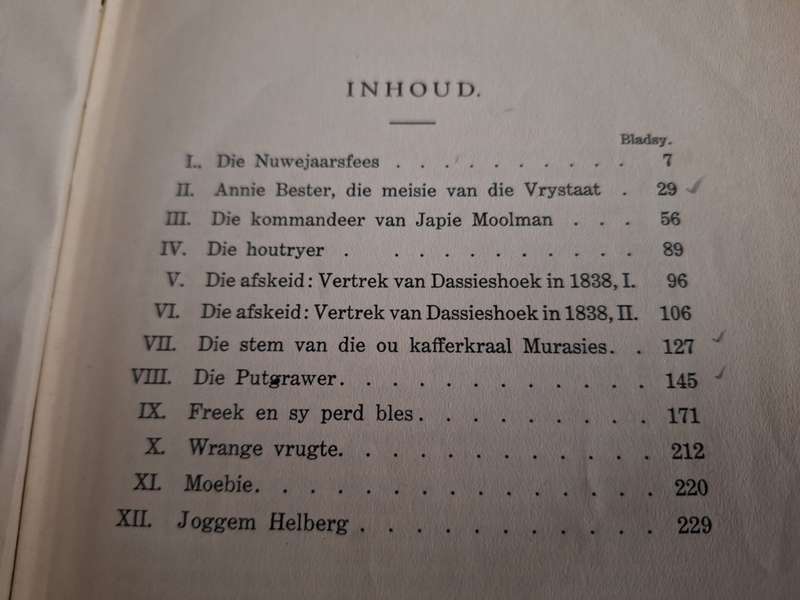 INHOUD.
Bladsy.
I. Die Nuwejaarsfees . . . . . . . . . . 7
II. Annie Bester, die meisie van die Vrystaat . 29
III. Die kommandeer van Japie Moolman . . . 56
IV. Die houtryer . . . . . . . . . . 89
V. Die afskeid: Vertrek van Dassieshoek in 1838, I. 96
VI. Die afskeid: Vertrek van Dassieshoek in 1838, II. 106
VII. Die stem van die ou kafferkraal Murasies. . 127
VIII. Die Putgrawer. . . . . . . . . . . . 145
IX. Freek en sy perd bles . . . . . . . . . 171
X. Wrange vrugte. . . . . . . . . . . . 212
XI. Moebie. . . . . . . . . . . . . . . 220
XII. Joggem Helberg . . . . . . . . . . . 229